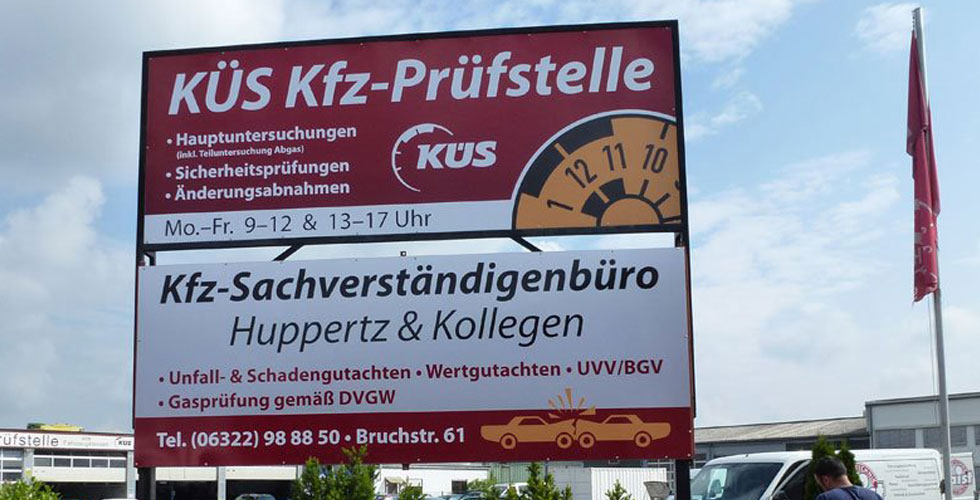 KÜS Kfz-Prüfstelle
• Hauptuntersuchungen
(inkl. Teiluntersuchung Abgas)
• Sicherheitsprüfungen
• Änderungsabnahmen
KÜS
1 12 11 10
Mo.–Fr. 9–12 & 13–17 Uhr
Kfz-Sachverständigenbüro
Huppertz & Kollegen
• Unfall- & Schadengutachten • Wertgutachten • UVV/BGV
• Gasprüfung gemäß DVGW
Tel. (06322) 98 88 50 • Bruchstr. 61
rüfstelle
KÜS